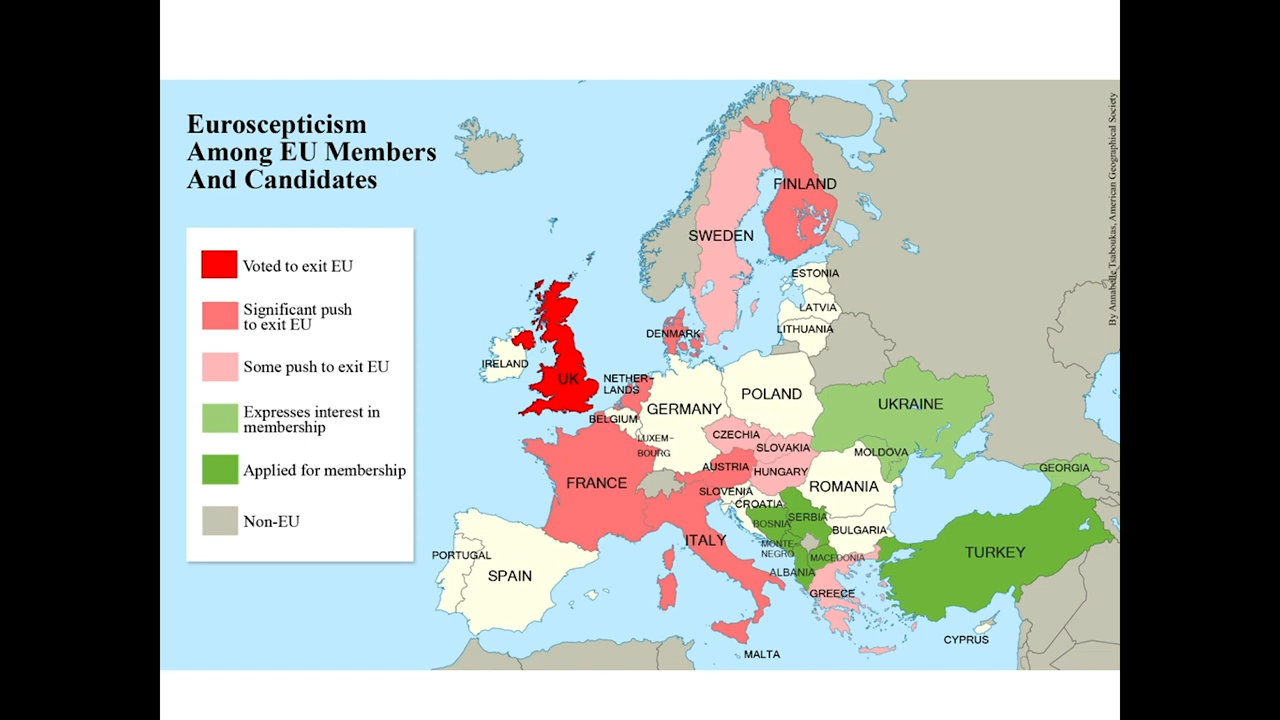 Euroscepticism
Among EU Members
And Candidates
Voted to exit EU
Significant push
to exit EU
Some push to exit EU
Expresses interest in
membership
Applied for membership
Non-EU
By Annabelle Tsaboukas, American Geographical Society
FINLAND
SWEDEN
ESTONIA
LATVIA
LITHUANIA
DENMARK
IRELAND
UK
NETHER-
LANDS
BELGIUM
GERMANY
POLAND
UKRAINE
LUXEM-
BOURG
CZECHIA
SLOVAKIA
MOLDOVA
AUSTRIA
HUNGARY
GEORGIA
FRANCE
SLOVENIA
ROMANIA
CROATIA
SERBIA
BOSNIA
BULGARIA
ITALY
MONTE-
NEGRO
MACEDONIA
TURKEY
PORTUGAL
SPAIN
ALBANIA
GREECE
CYPRUS
MALTA